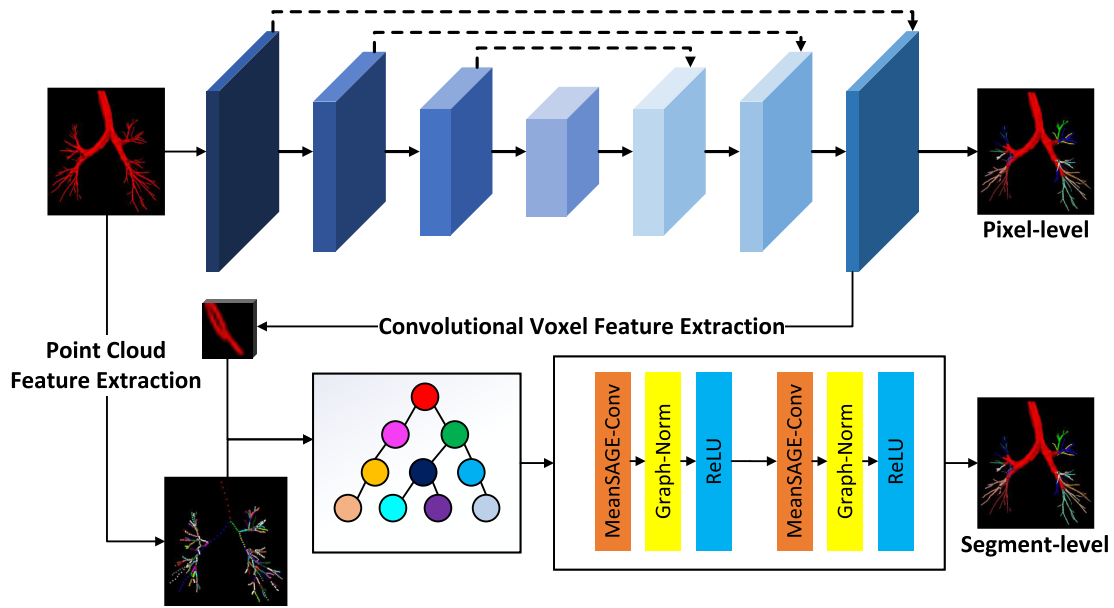 Pixel-level
Convolutional Voxel Feature Extraction
Point Cloud
Feature Extraction
MeanSAGE-Conv
Graph-Norm
ReLU
MeanSAGE-Conv
Graph-Norm
ReLU
Segment-level